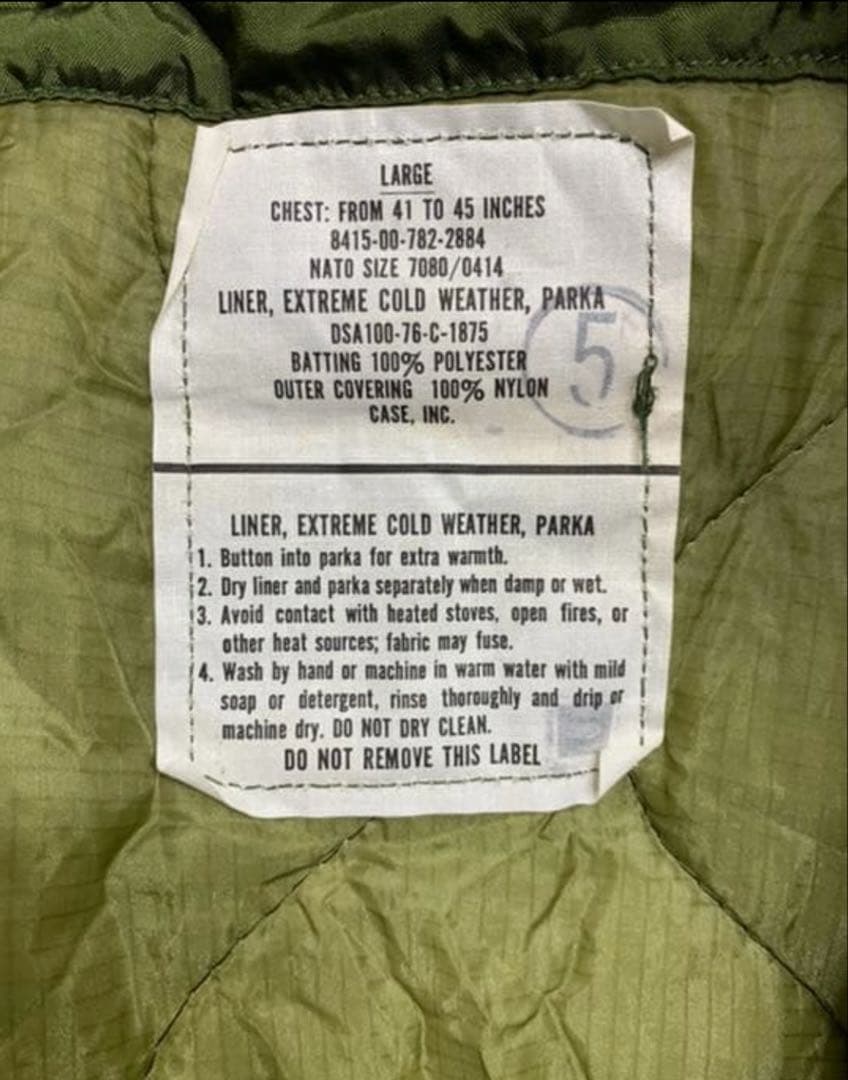 LARGE
CHEST: FROM 41 TO 45 INCHES
8415-00-782-2884
NATO SIZE 7080/0414
LINER, EXTREME COLD WEATHER, PARKA
DSA100-76-C-1875
BATTING 100% POLYESTER
OUTER COVERING 100% NYLON
CASE, INC.
5
LINER, EXTREME COLD WEATHER, PARKA
1. Button into parka for extra warmth.
2. Dry liner and parka separately when damp or wet.
3. Avoid contact with heated stoves, open fires, or
other heat sources; fabric may fuse.
4. Wash by hand or machine in warm water with mild
soap or detergent, rinse thoroughly and drip or
machine dry. DO NOT DRY CLEAN.
DO NOT REMOVE THIS LABEL